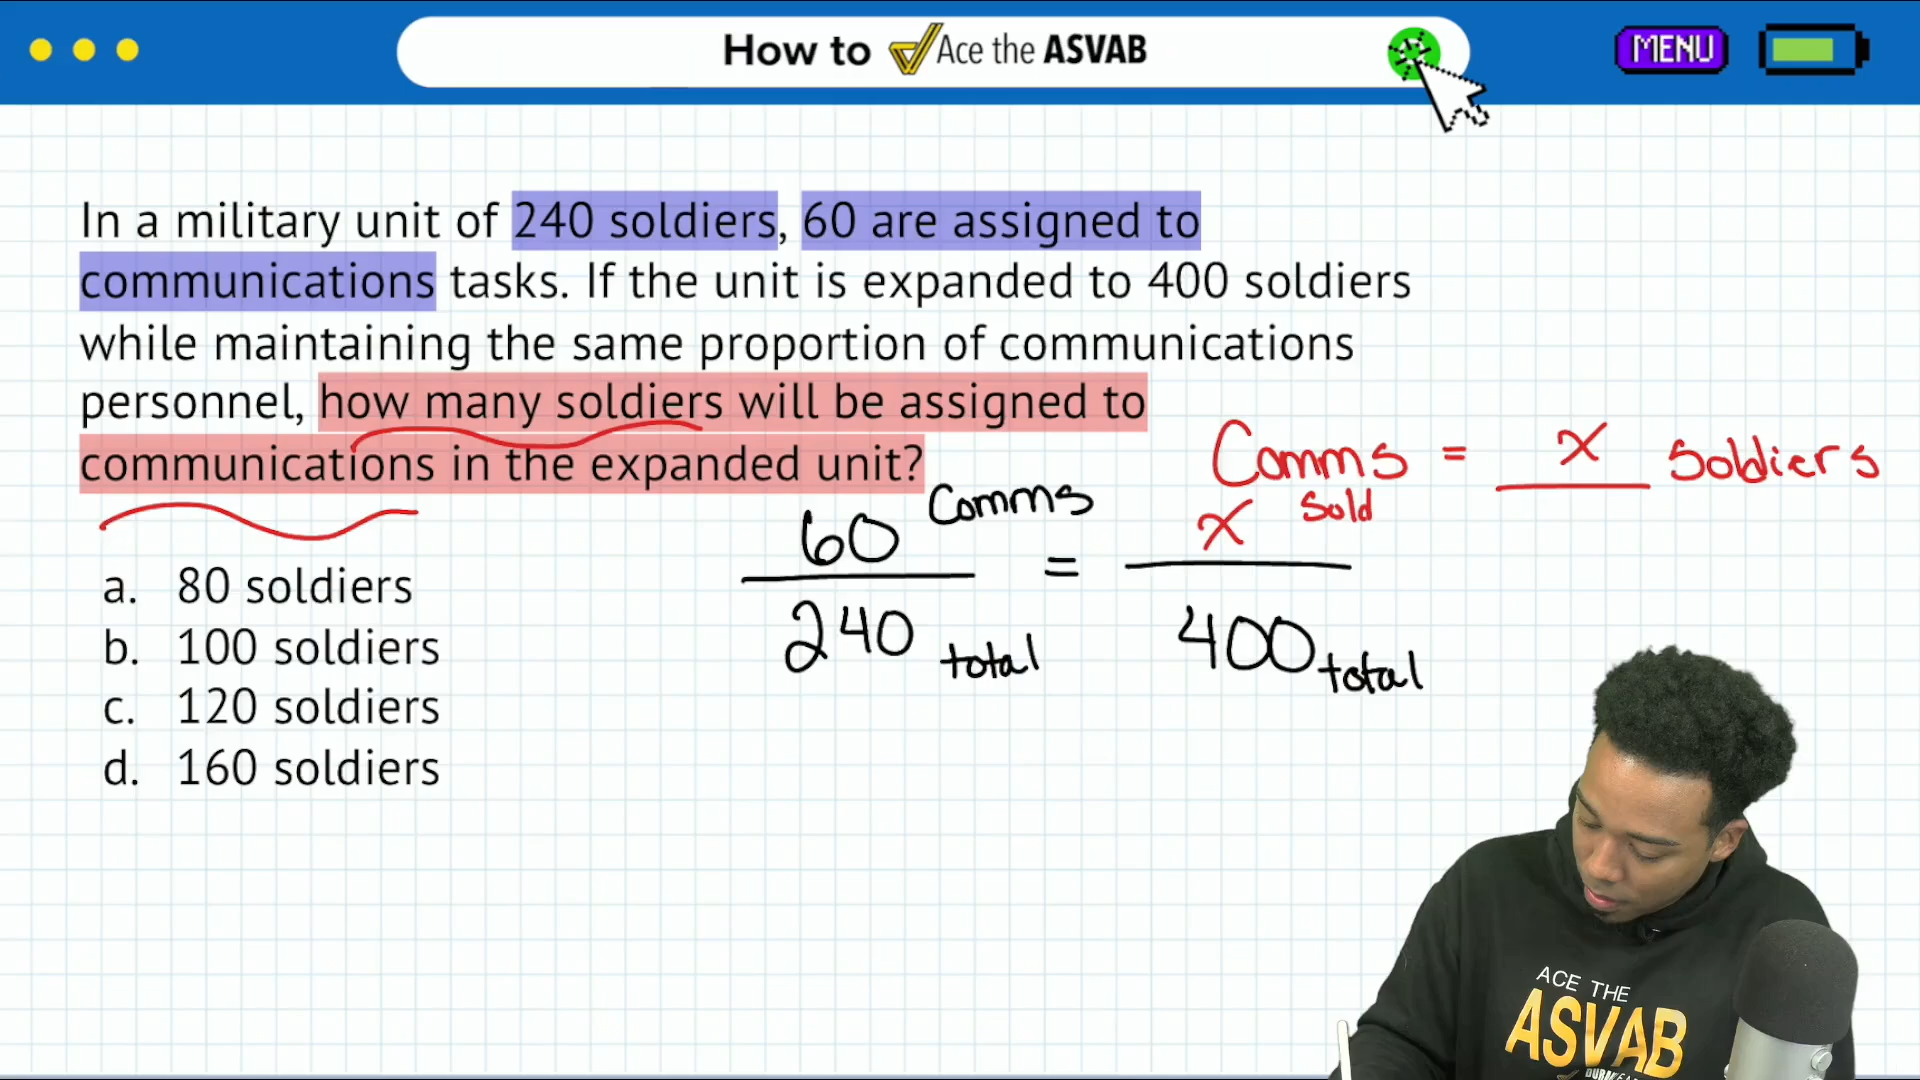 How to Ace the ASVAB
MENU
In a military unit of 240 soldiers, 60 are assigned to
communications tasks. If the unit is expanded to 400 soldiers
while maintaining the same proportion of communications
personnel, how many soldiers will be assigned to
communications in the expanded unit?
Comms = x soldiers
60 Comms = x sold
240 total 400 total
a. 80 soldiers
b. 100 soldiers
c. 120 soldiers
d. 160 soldiers
ACE THE
ASVAB